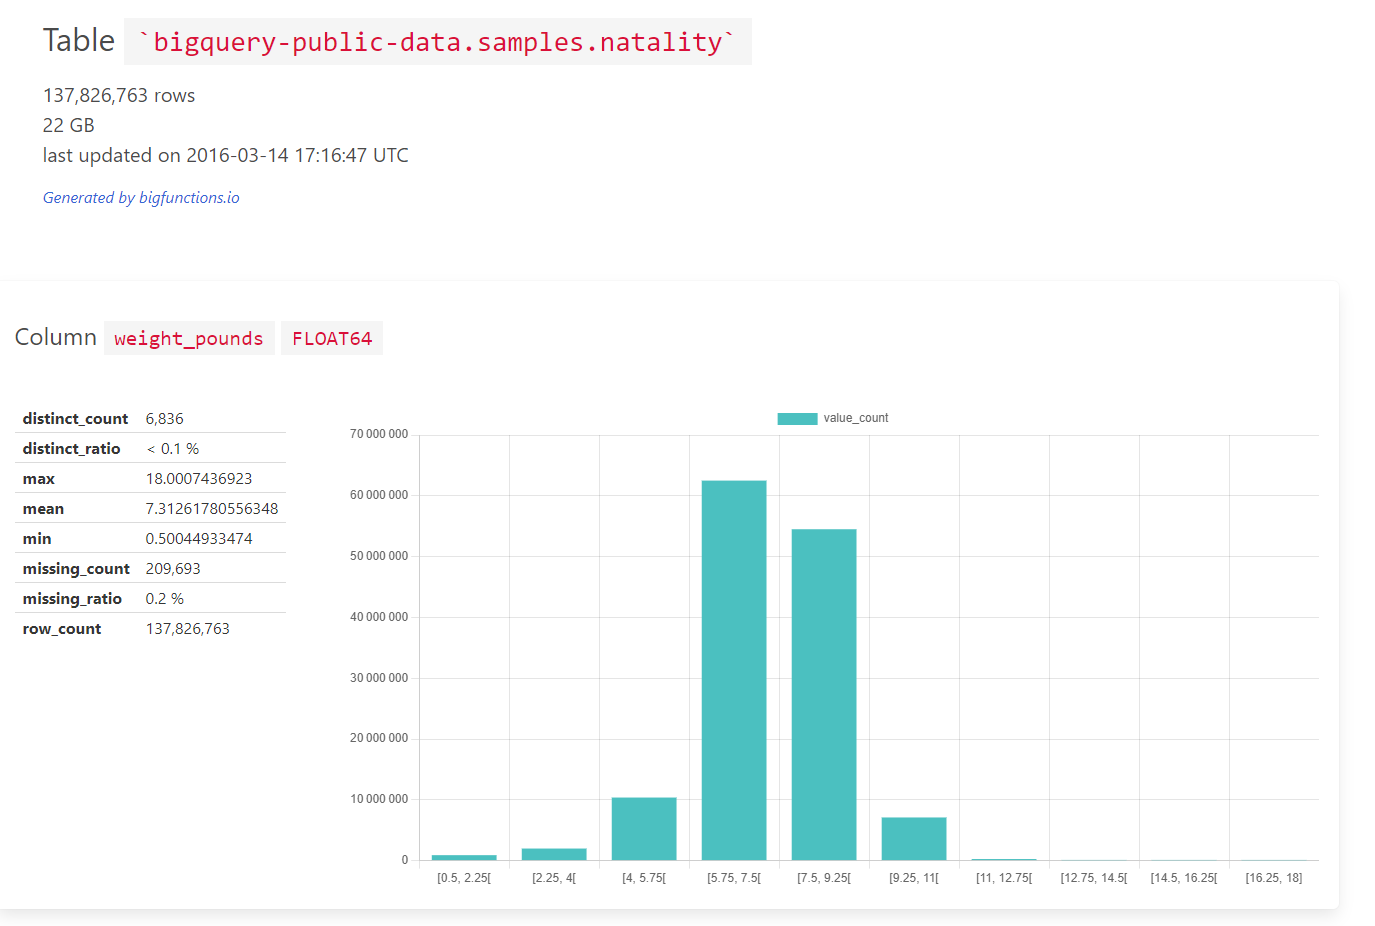 Table `bigquery-public-data.samples.natality`
137,826,763 rows
22 GB
last updated on 2016-03-14 17:16:47 UTC
Generated by bigfunctions.io
Column weight_pounds FLOAT64
distinct_count 6,836
distinct_ratio < 0.1 %
max 18.0007436923
mean 7.31261780556348
min 0.50044933474
missing_count 209,693
missing_ratio 0.2 %
row_count 137,826,763
value_count
70 000 000
60 000 000
50 000 000
40 000 000
30 000 000
20 000 000
10 000 000
0
[0.5, 2.25[ [2.25, 4[ [4, 5.75[ [5.75, 7.5[ [7.5, 9.25[ [9.25, 11[ [11, 12.75[ [12.75, 14.5[ [14.5, 16.25[ [16.25, 18]